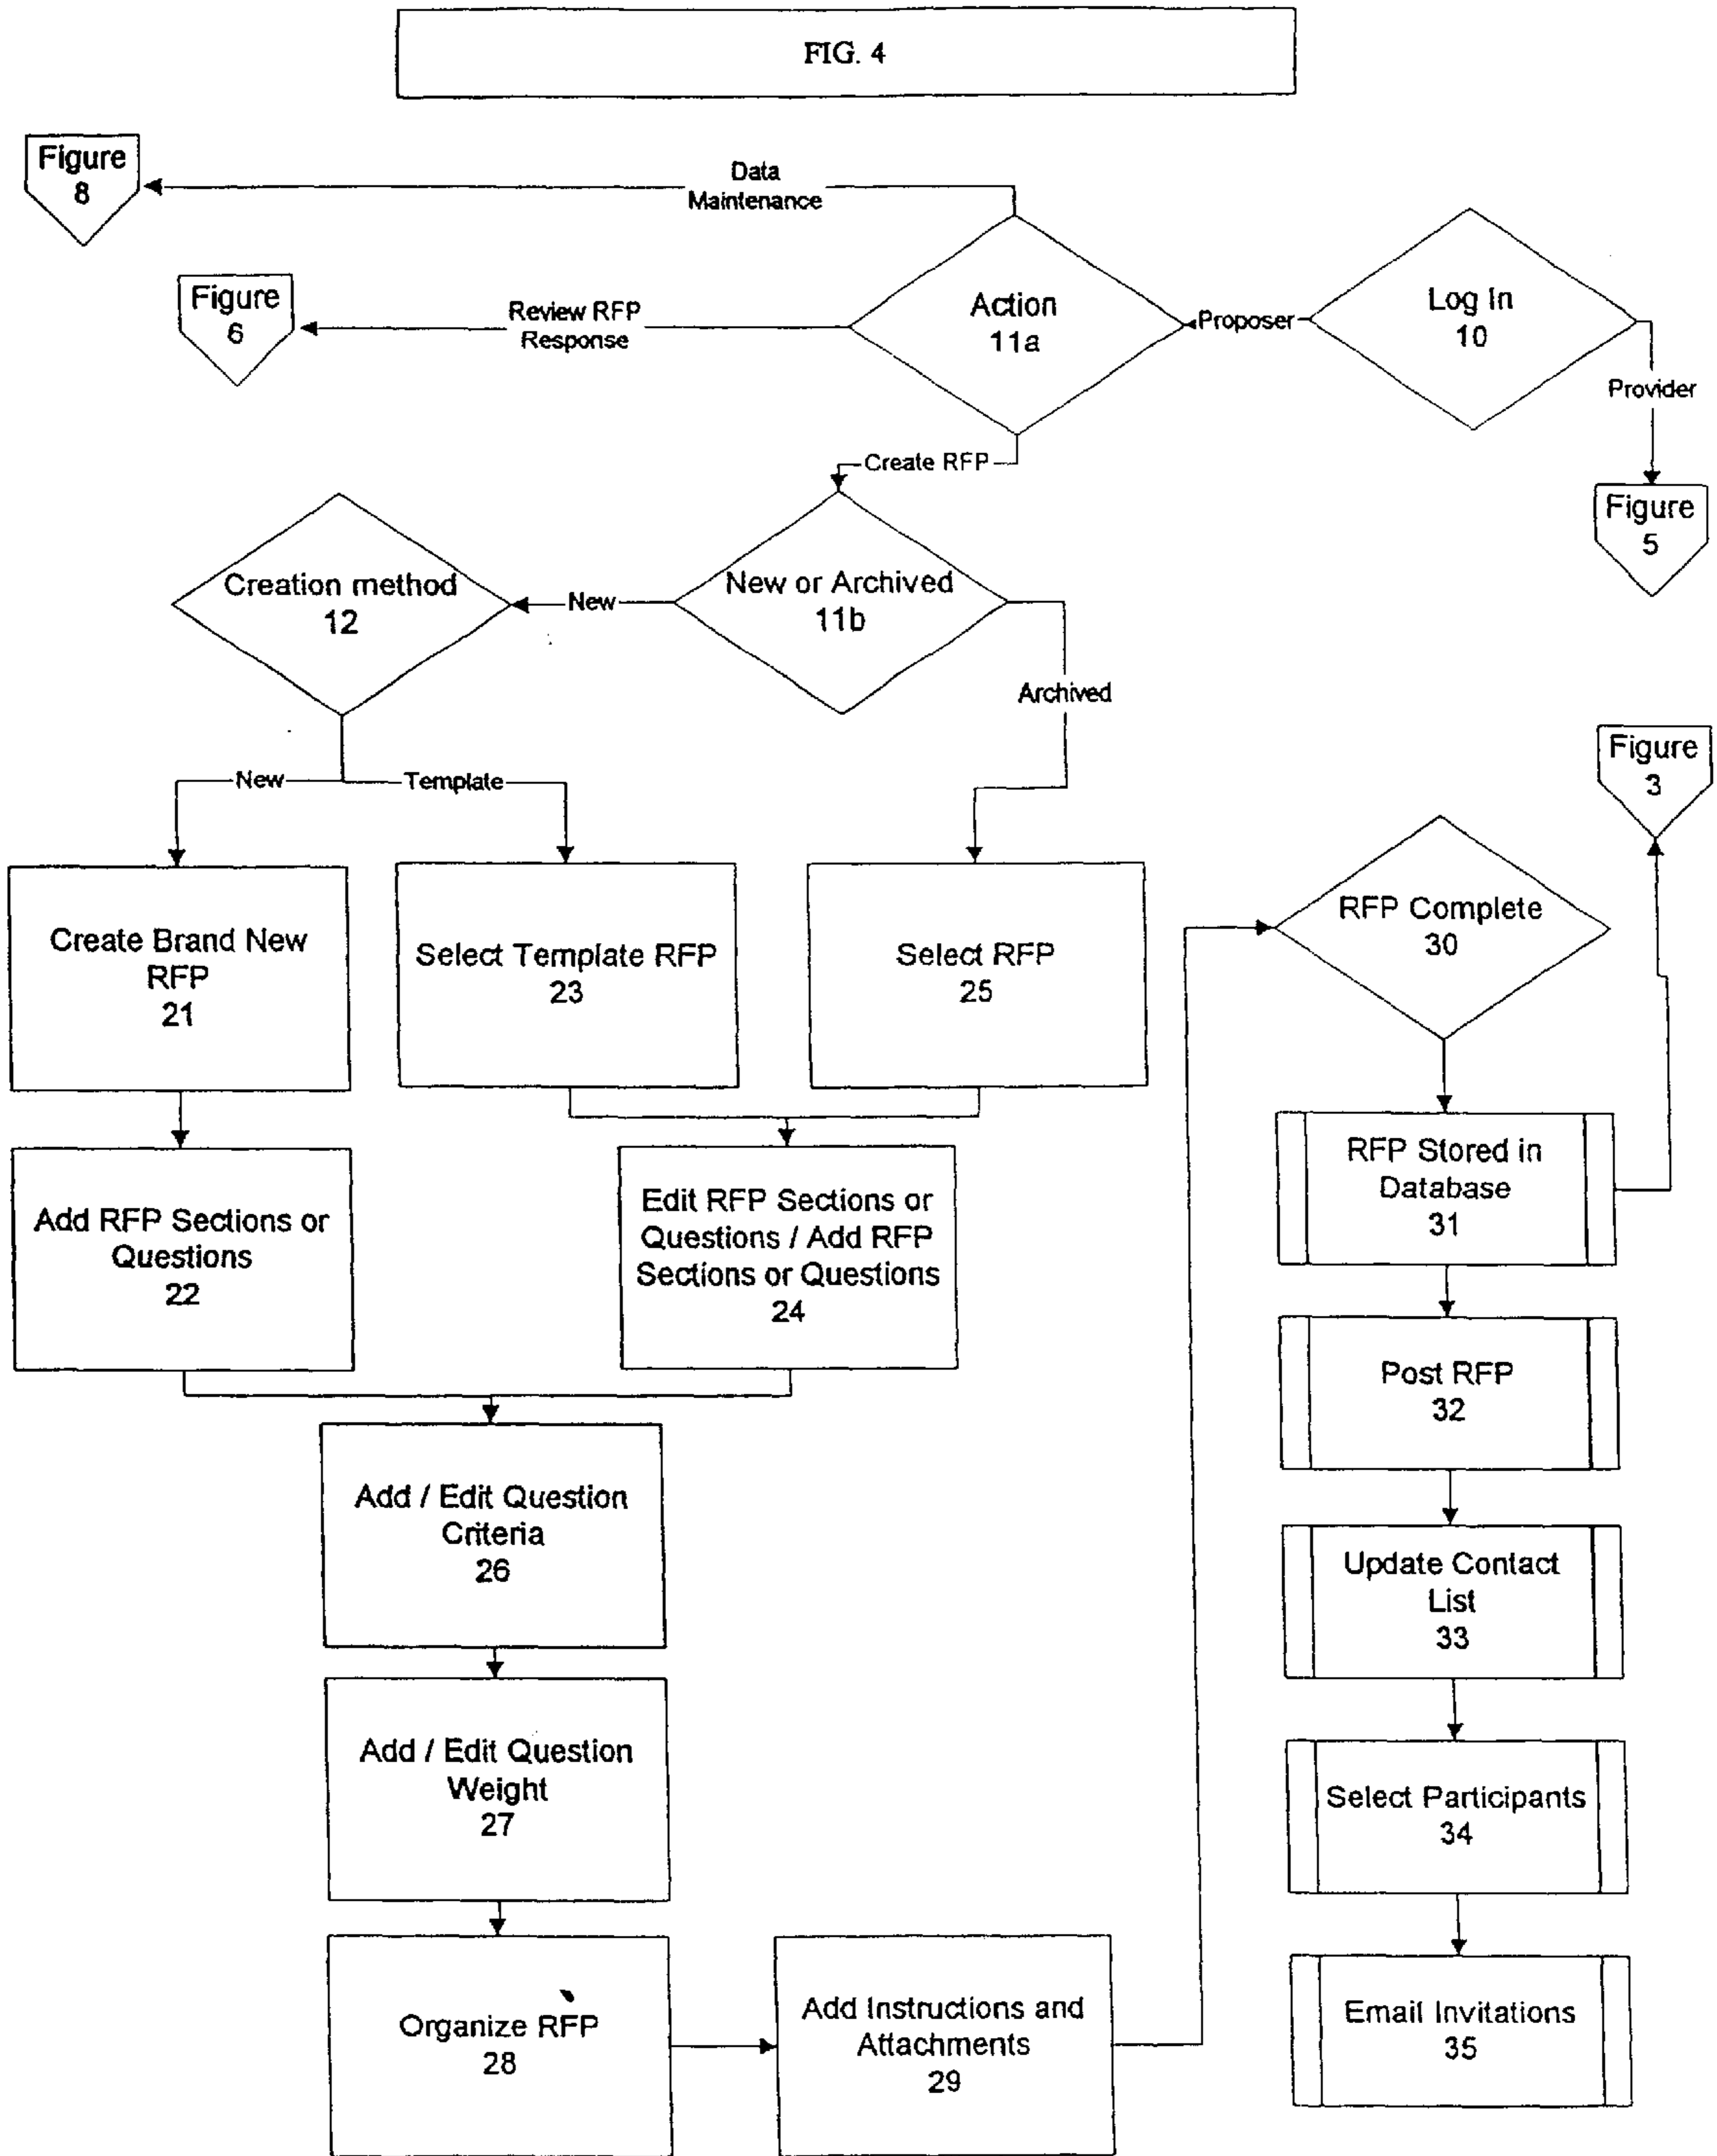 FIG. 4
Figure
8
Data
Maintenance
Figure
6
Review RFP
Response
Action
11a
Proposer
Log In
10
Provider
Figure
5
Create RFP
Creation method
12
New
New or Archived
11b
Archived
New
Template
Figure
3
Create Brand New
RFP
21
Select Template RFP
23
Select RFP
25
RFP Complete
30
Add RFP Sections or
Questions
22
Edit RFP Sections or
Questions / Add RFP
Sections or Questions
24
RFP Stored in
Database
31
Post RFP
32
Add / Edit Question
Criteria
26
Update Contact
List
33
Add / Edit Question
Weight
27
Select Participants
34
Organize RFP
28
Add Instructions and
Attachments
29
Email Invitations
35